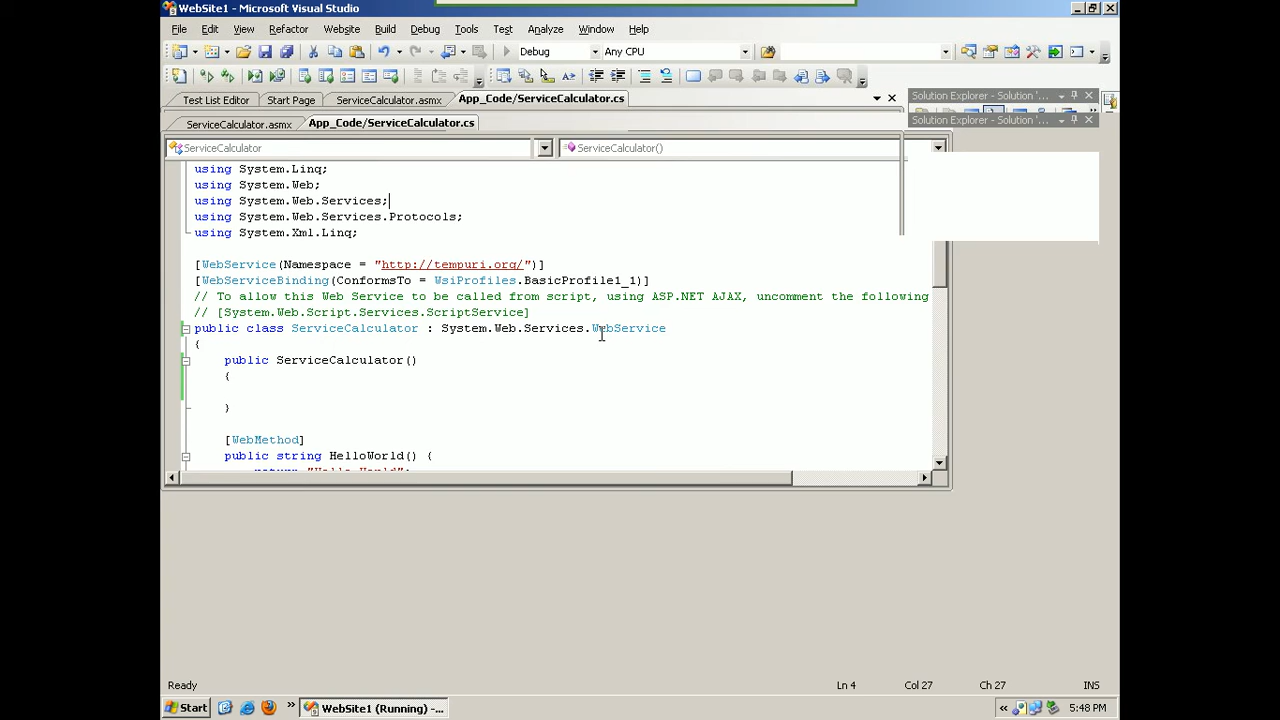 WebSite1 - Microsoft Visual Studio
File Edit View Refactor Website Build Debug Tools Test Analyze Window Help
Debug Any CPU
Test List Editor Start Page ServiceCalculator.asmx App_Code/ServiceCalculator.cs
Solution Explorer - Solution '...
ServiceCalculator.asmx App_Code/ServiceCalculator.cs
Solution Explorer - Solution '...
ServiceCalculator ServiceCalculator()
using System.Linq;
using System.Web;
using System.Web.Services;
using System.Web.Services.Protocols;
using System.Xml.Linq;
[WebService(Namespace = "http://tempuri.org/")]
[WebServiceBinding(ConformsTo = WsiProfiles.BasicProfile1_1)]
// To allow this Web Service to be called from script, using ASP.NET AJAX, uncomment the following
// [System.Web.Script.Services.ScriptService]
public class ServiceCalculator : System.Web.Services.WebService
{
public ServiceCalculator()
{
}
[WebMethod]
public string HelloWorld() {
return "Hello World";
Ready Ln 4 Col 27 Ch 27 INS
Start » WebSite1 (Running) -... « 5:48 PM